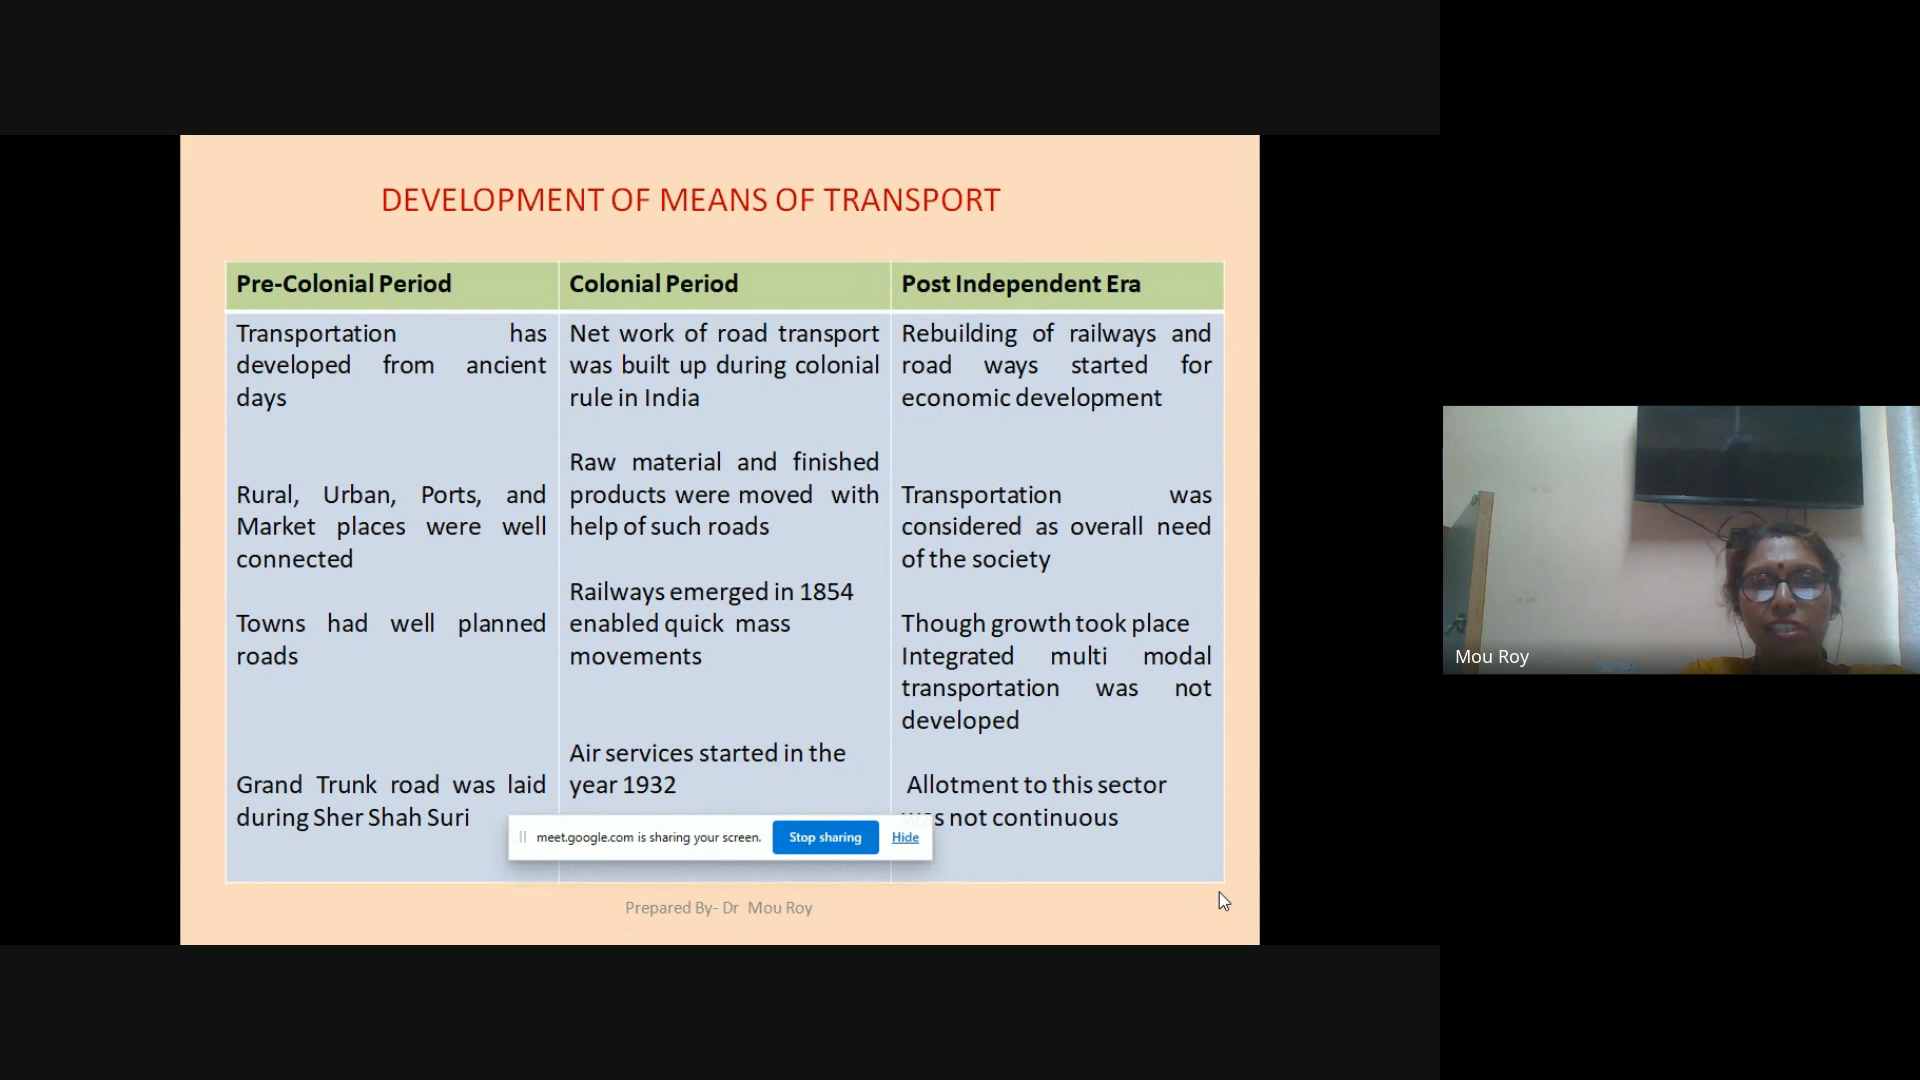 DEVELOPMENT OF MEANS OF TRANSPORT
Pre-Colonial Period
Transportation has
developed from ancient
days
Rural, Urban, Ports, and
Market places were well
connected
Towns had well planned
roads
Grand Trunk road was laid
during Sher Shah Suri
Colonial Period
Net work of road transport
was built up during colonial
rule in India
Raw material and finished
products were moved with
help of such roads
Railways emerged in 1854
enabled quick mass
movements
Air services started in the
year 1932
Post Independent Era
Rebuilding of railways and
road ways started for
economic development
Transportation was
considered as overall need
of the society
Though growth took place
Integrated multi modal
transportation was not
developed
Allotment to this sector
was not continuous
meet.google.com is sharing your screen. Stop sharing Hide
Prepared By- Dr Mou Roy
Mou Roy